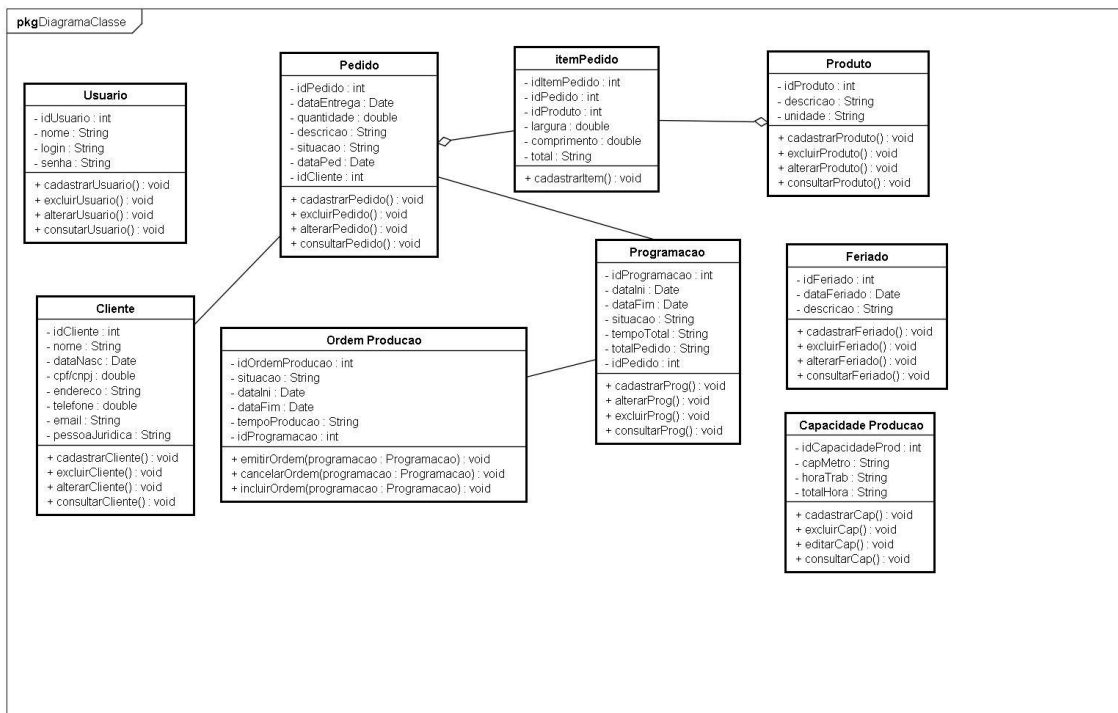 pkgDiagramaClasse
Usuario
- idUsuario : int
- nome : String
- login : String
- senha : String
+ cadastrarUsuario() : void
+ excluirUsuario() : void
+ alterarUsuario() : void
+ consutarUsuario() : void
Pedido
- idPedido : int
- dataEntrega : Date
- quantidade : double
- descricao : String
- situacao : String
- dataPed : Date
- idCliente : int
+ cadastrarPedido() : void
+ excluirPedido() : void
+ alterarPedido() : void
+ consultarPedido() : void
itemPedido
- idItemPedido : int
- idPedido : int
- idProduto : int
- largura : double
- comprimento : double
- total : String
+ cadastrarItem() : void
Produto
- idProduto : int
- descricao : String
- unidade : String
+ cadastrarProduto() : void
+ excluirProduto() : void
+ alterarProduto() : void
+ consultarProduto() : void
Cliente
- idCliente : int
- nome : String
- dataNasc : Date
- cpf/cnpj : double
- endereco : String
- telefone : double
- email : String
- pessoaJuridica : String
+ cadastrarCliente() : void
+ excluirCliente() : void
+ alterarCliente() : void
+ consultarCliente() : void
Ordem Producao
- idOrdemProducao : int
- situacao : String
- dataIni : Date
- dataFim : Date
- tempoProducao : String
- idProgramacao : int
+ emitirOrdem(programacao : Programacao) : void
+ cancelarOrdem(programacao : Programacao) : void
+ incluirOrdem(programacao : Programacao) : void
Programacao
- idProgramacao : int
- dataIni : Date
- dataFim : Date
- situacao : String
- tempoTotal : String
- totalPedido : String
- idPedido : int
+ cadastrarProg() : void
+ alterarProg() : void
+ excluirProg() : void
+ consultarProg() : void
Feriado
- idFeriado : int
- dataFeriado : Date
- descricao : String
+ cadastrarFeriado() : void
+ excluirFeriado() : void
+ alterarFeriado() : void
+ consultarFeriado() : void
Capacidade Producao
- idCapacidadeProd : int
- capMetro : String
- horaTrab : String
- totalHora : String
+ cadastrarCap() : void
+ excluirCap() : void
+ editarCap() : void
+ consultarCap() : void